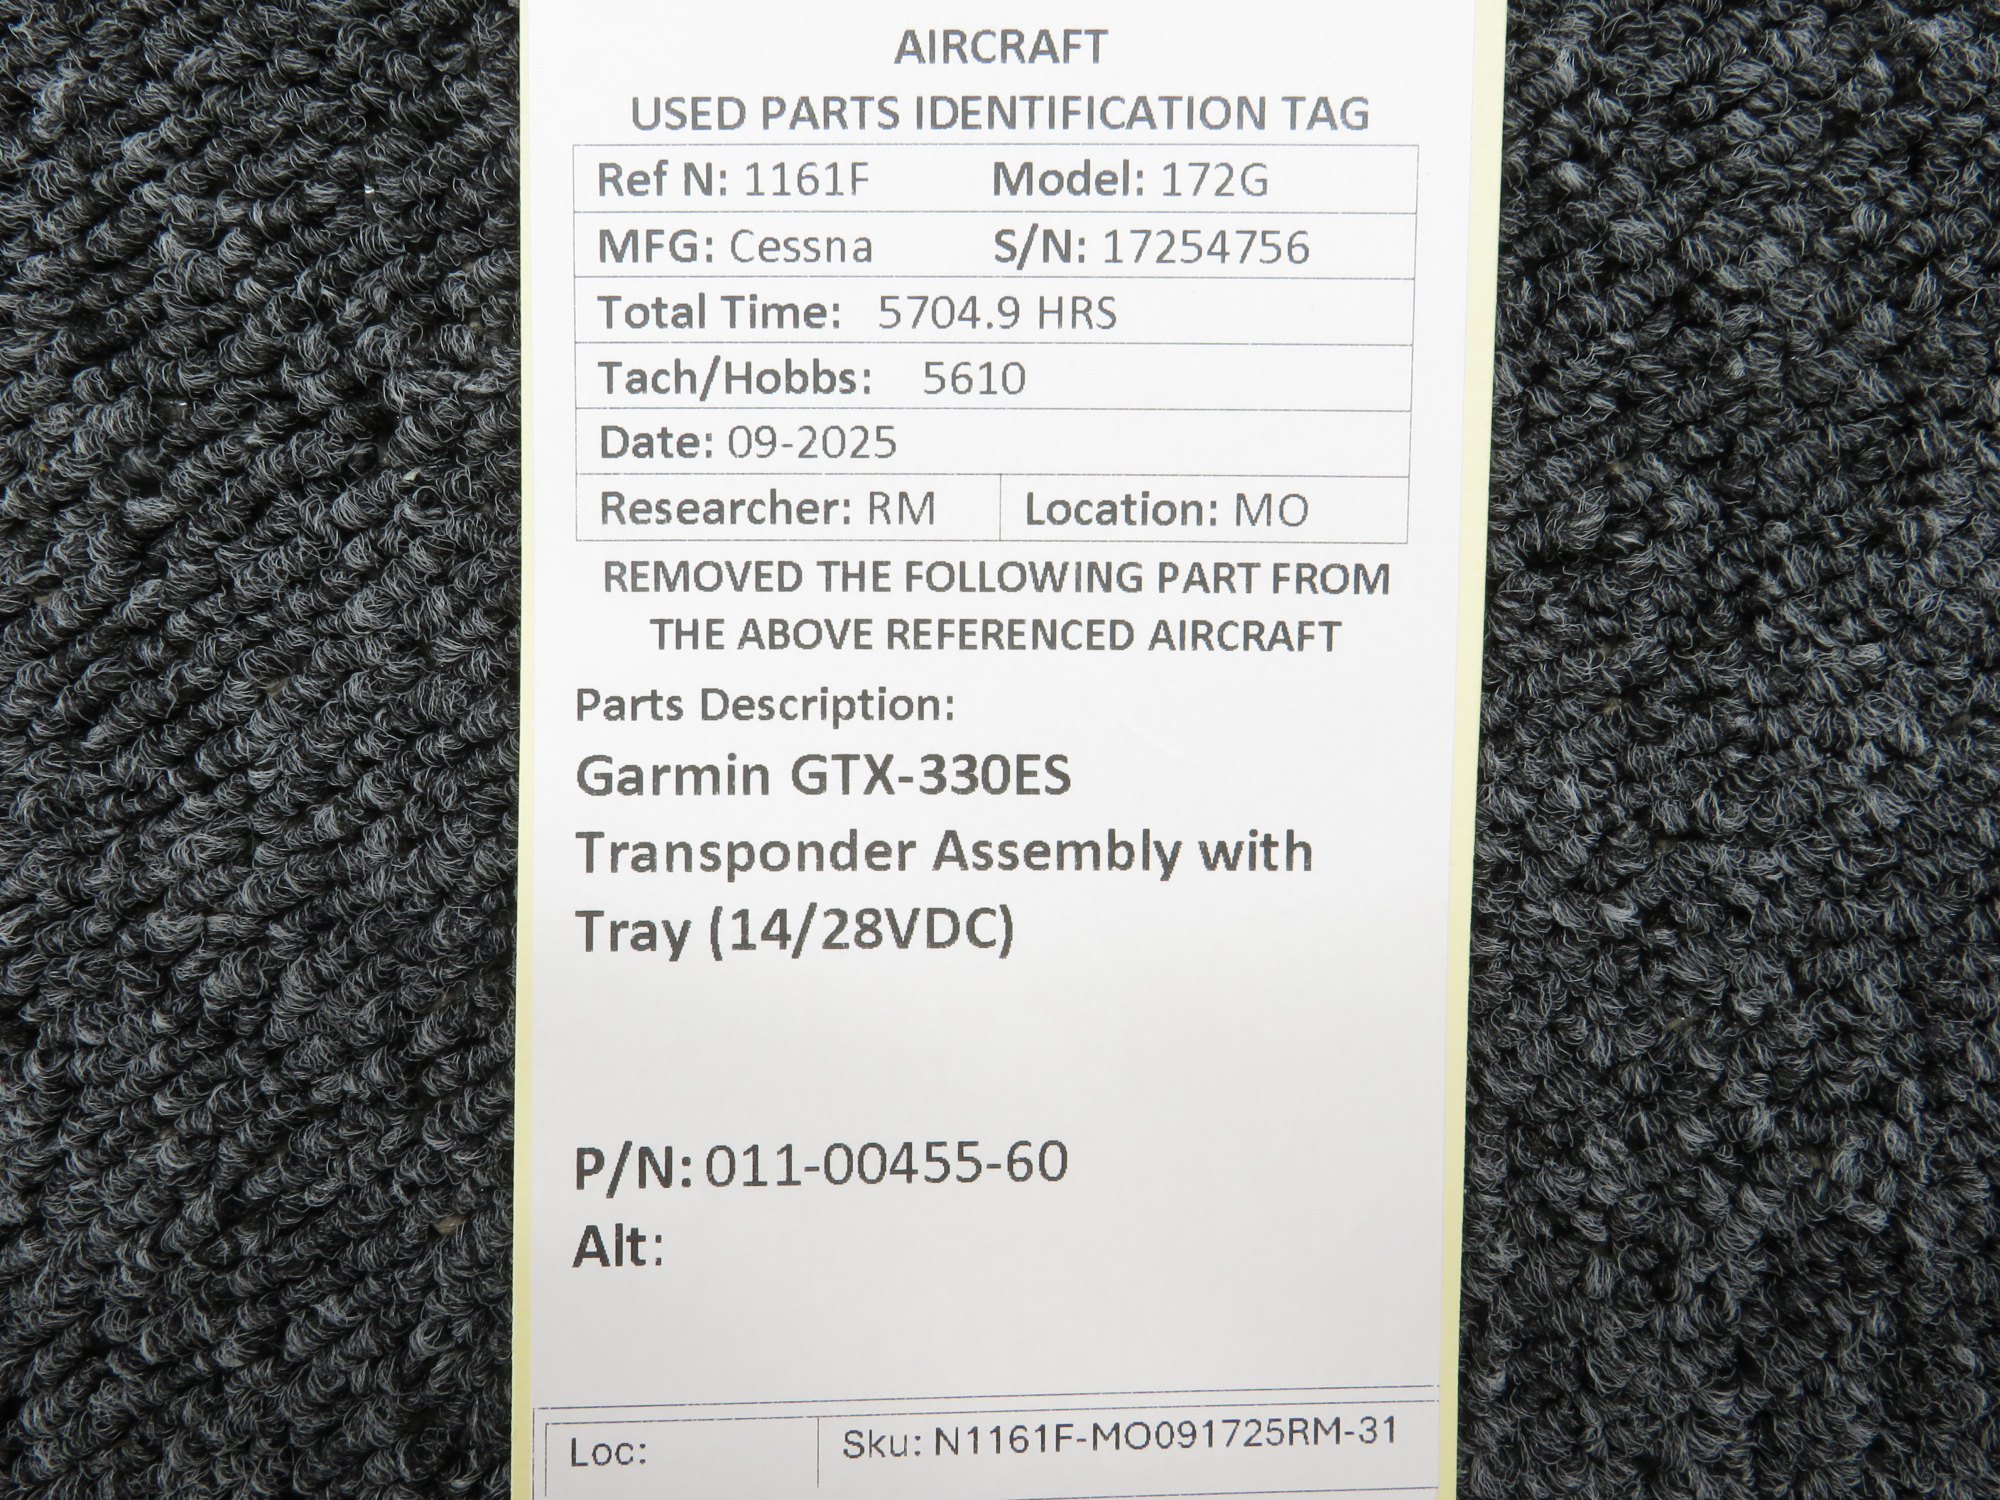 AIRCRAFT
USED PARTS IDENTIFICATION TAG
Ref N: 1161F Model: 172G
MFG: Cessna S/N: 17254756
Total Time: 5704.9 HRS
Tach/Hobbs: 5610
Date: 09-2025
Researcher: RM Location: MO
REMOVED THE FOLLOWING PART FROM
THE ABOVE REFERENCED AIRCRAFT
Parts Description:
Garmin GTX-330ES
Transponder Assembly with
Tray (14/28VDC)
P/N: 011-00455-60
Alt:
Loc: Sku: N1161F-MO091725RM-31